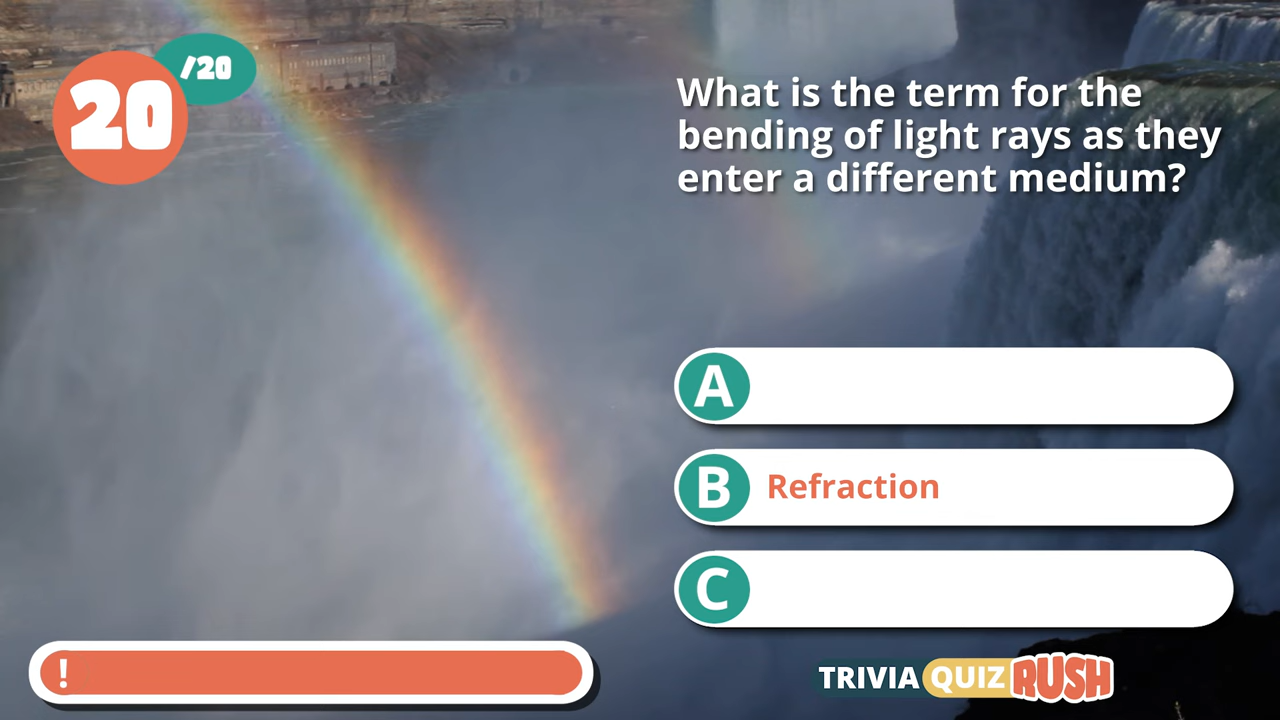 20
/20
What is the term for the
bending of light rays as they
enter a different medium?
A
B Refraction
C
!
TRIVIA QUIZ RUSH